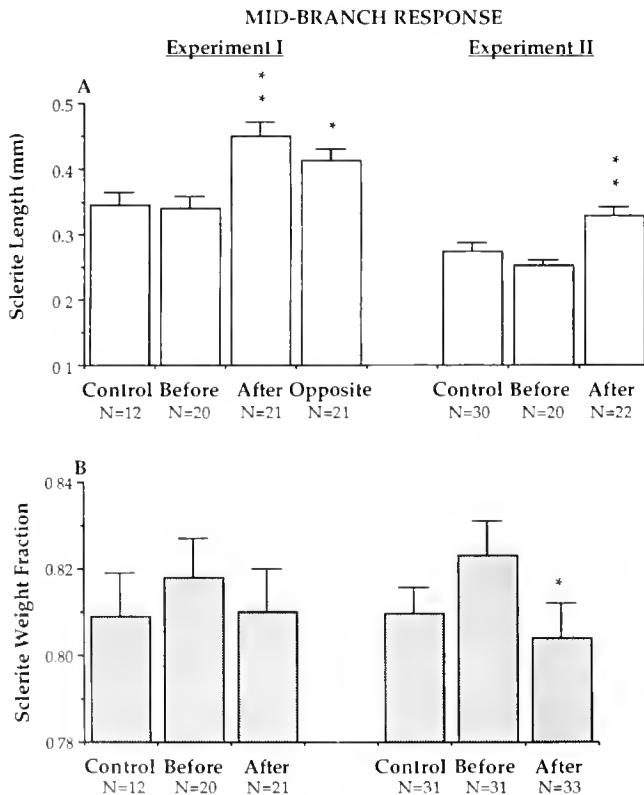 MID-BRANCH RESPONSE
Experiment I Experiment II
A
Sclerite Length (mm)
0.5
0.4
0.3
0.2
0 1
* * * * *
Control Before After Opposite Control Before After
N=12 N=20 N=21 N=21 N=30 N=20 N=22
B
Sclerite Weight Fraction
0 84
0.82
0.80
0 78
*
Control Before After Control Before After
N=12 N=20 N=21 N=31 N=31 N=33